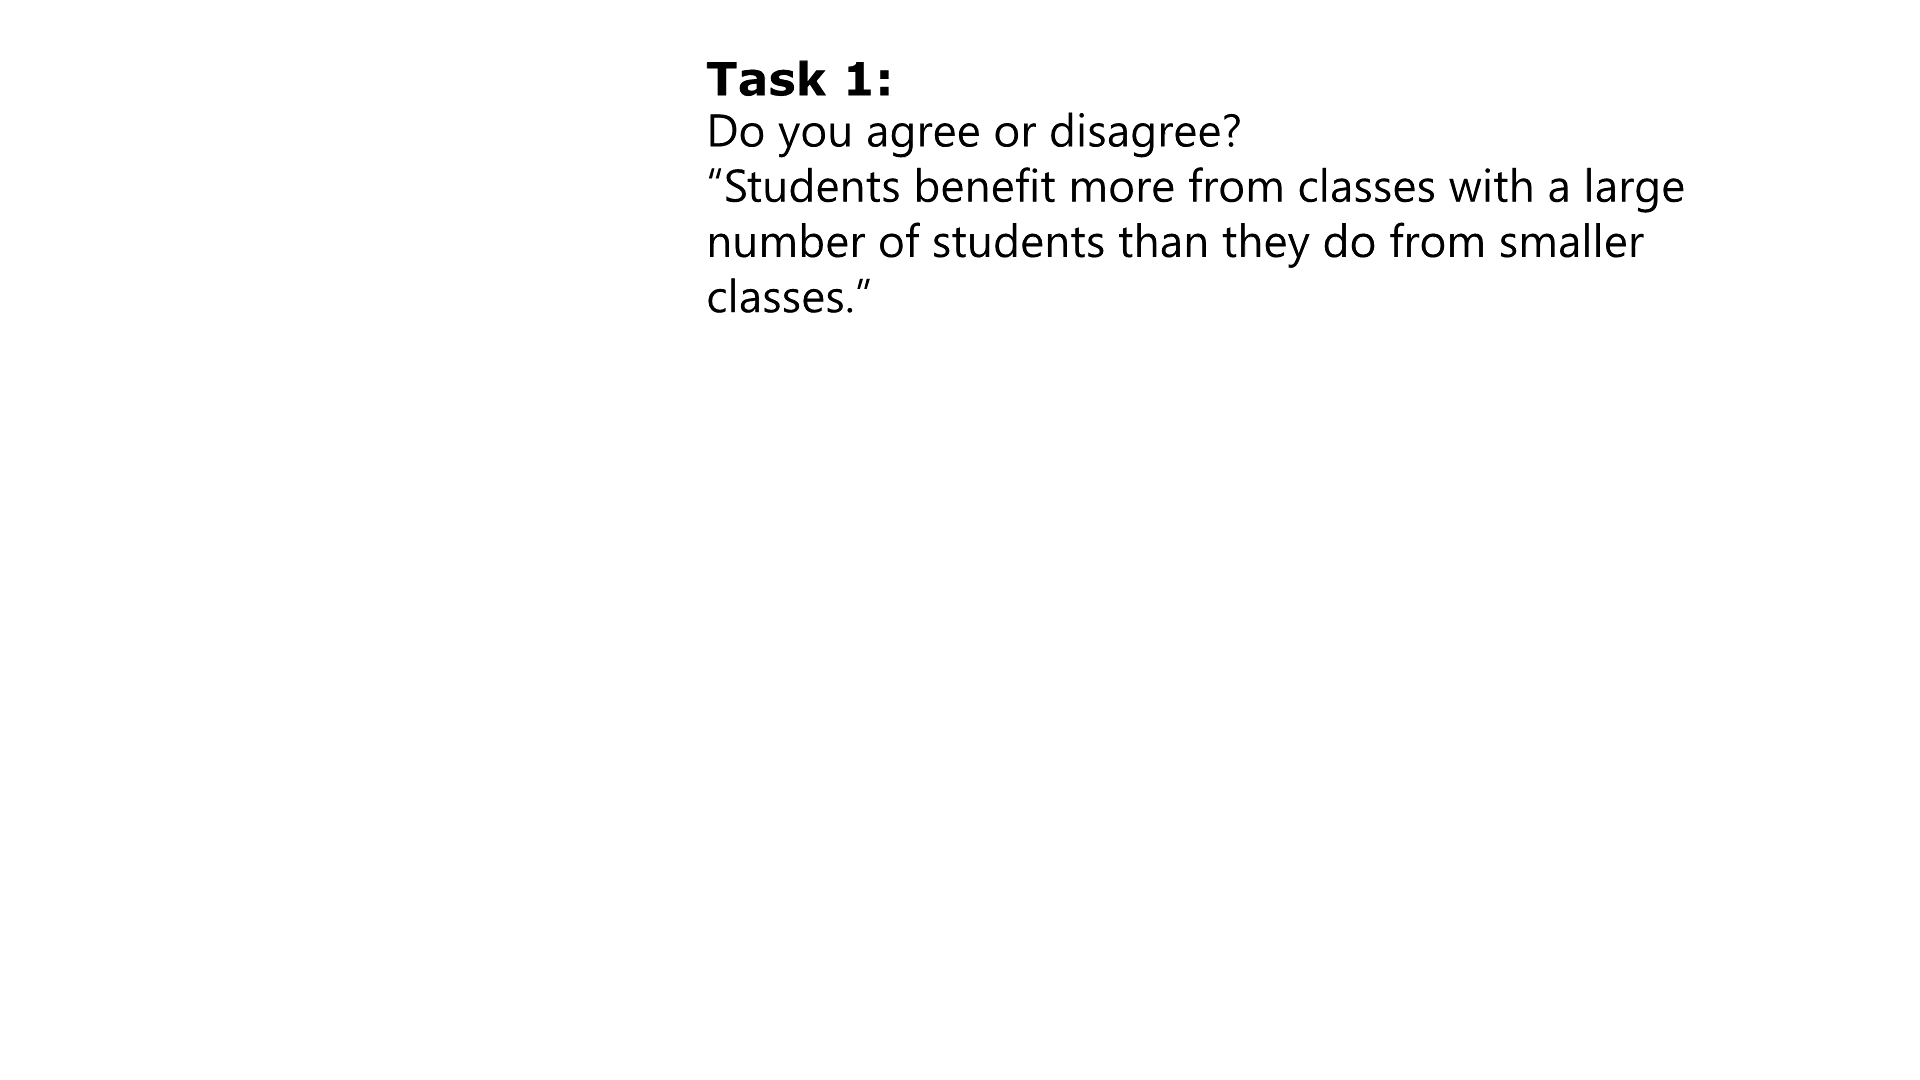 Task 1:
Do you agree or disagree?
“Students benefit more from classes with a large
number of students than they do from smaller
classes.”